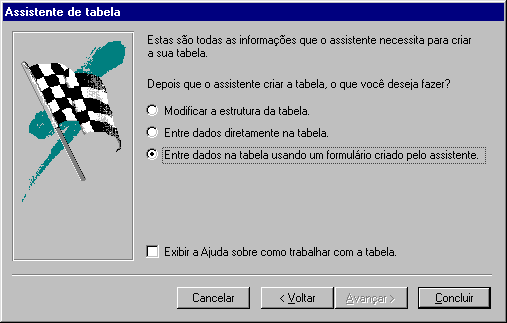 Assistente de tabela
Estas são todas as informações que o assistente necessita para criar
a sua tabela.
Depois que o assistente criar a tabela, o que você deseja fazer?
Modificar a estrutura da tabela.
Entre dados diretamente na tabela.
Entre dados na tabela usando um formulário criado pelo assistente.
Exibir a Ajuda sobre como trabalhar com a tabela.
Cancelar
< Voltar
Avançar >
Concluir